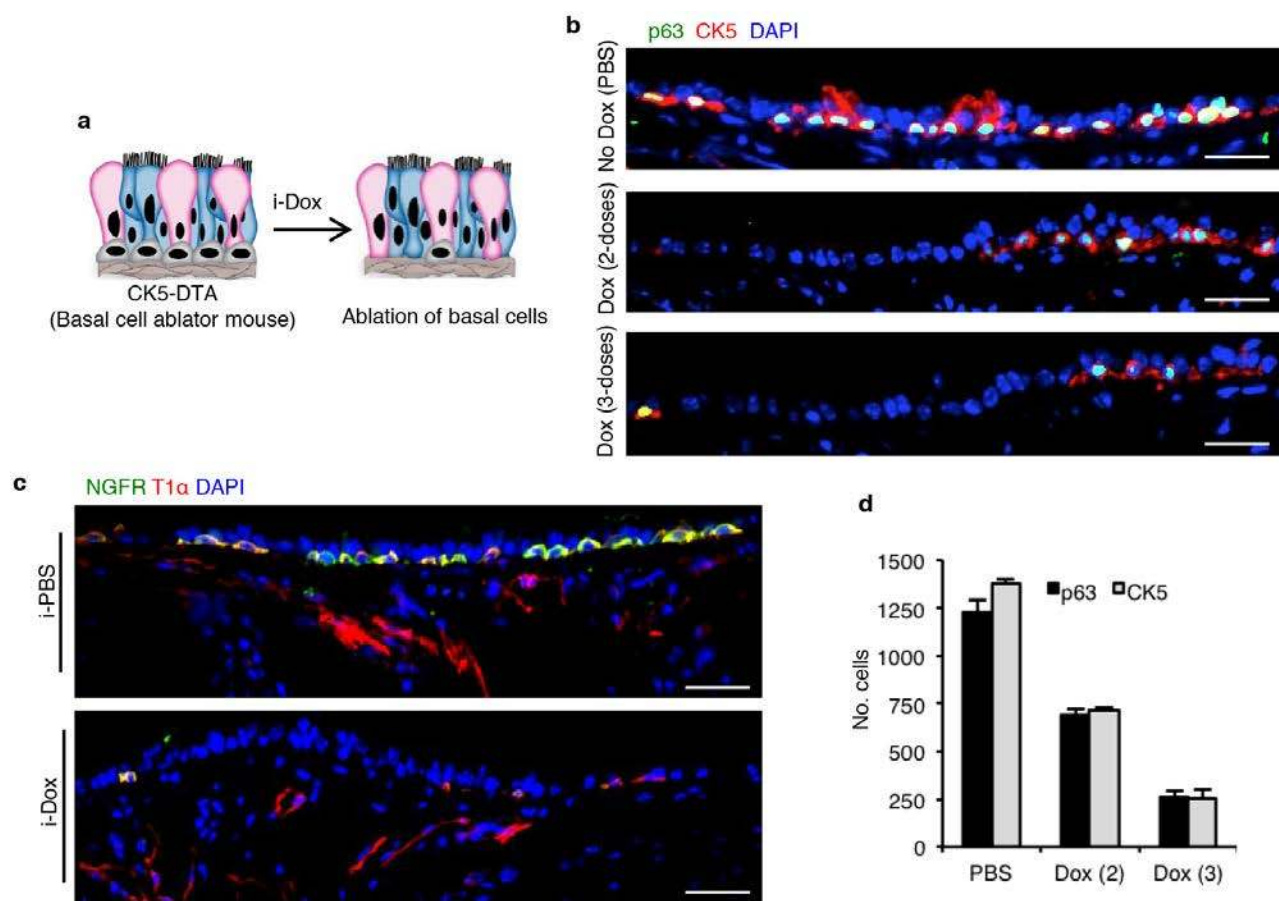 a
i-Dox
CK5-DTA
(Basal cell ablator mouse)
Ablation of basal cells
b
p63 CK5 DAPI
No Dox (PBS)
Dox (2-doses)
Dox (3-doses)
c
NGFR T1α DAPI
i-PBS
i-Dox
d
1500
1250
1000
750
500
250
0
No. cells
p63 CK5
PBS Dox (2) Dox (3)